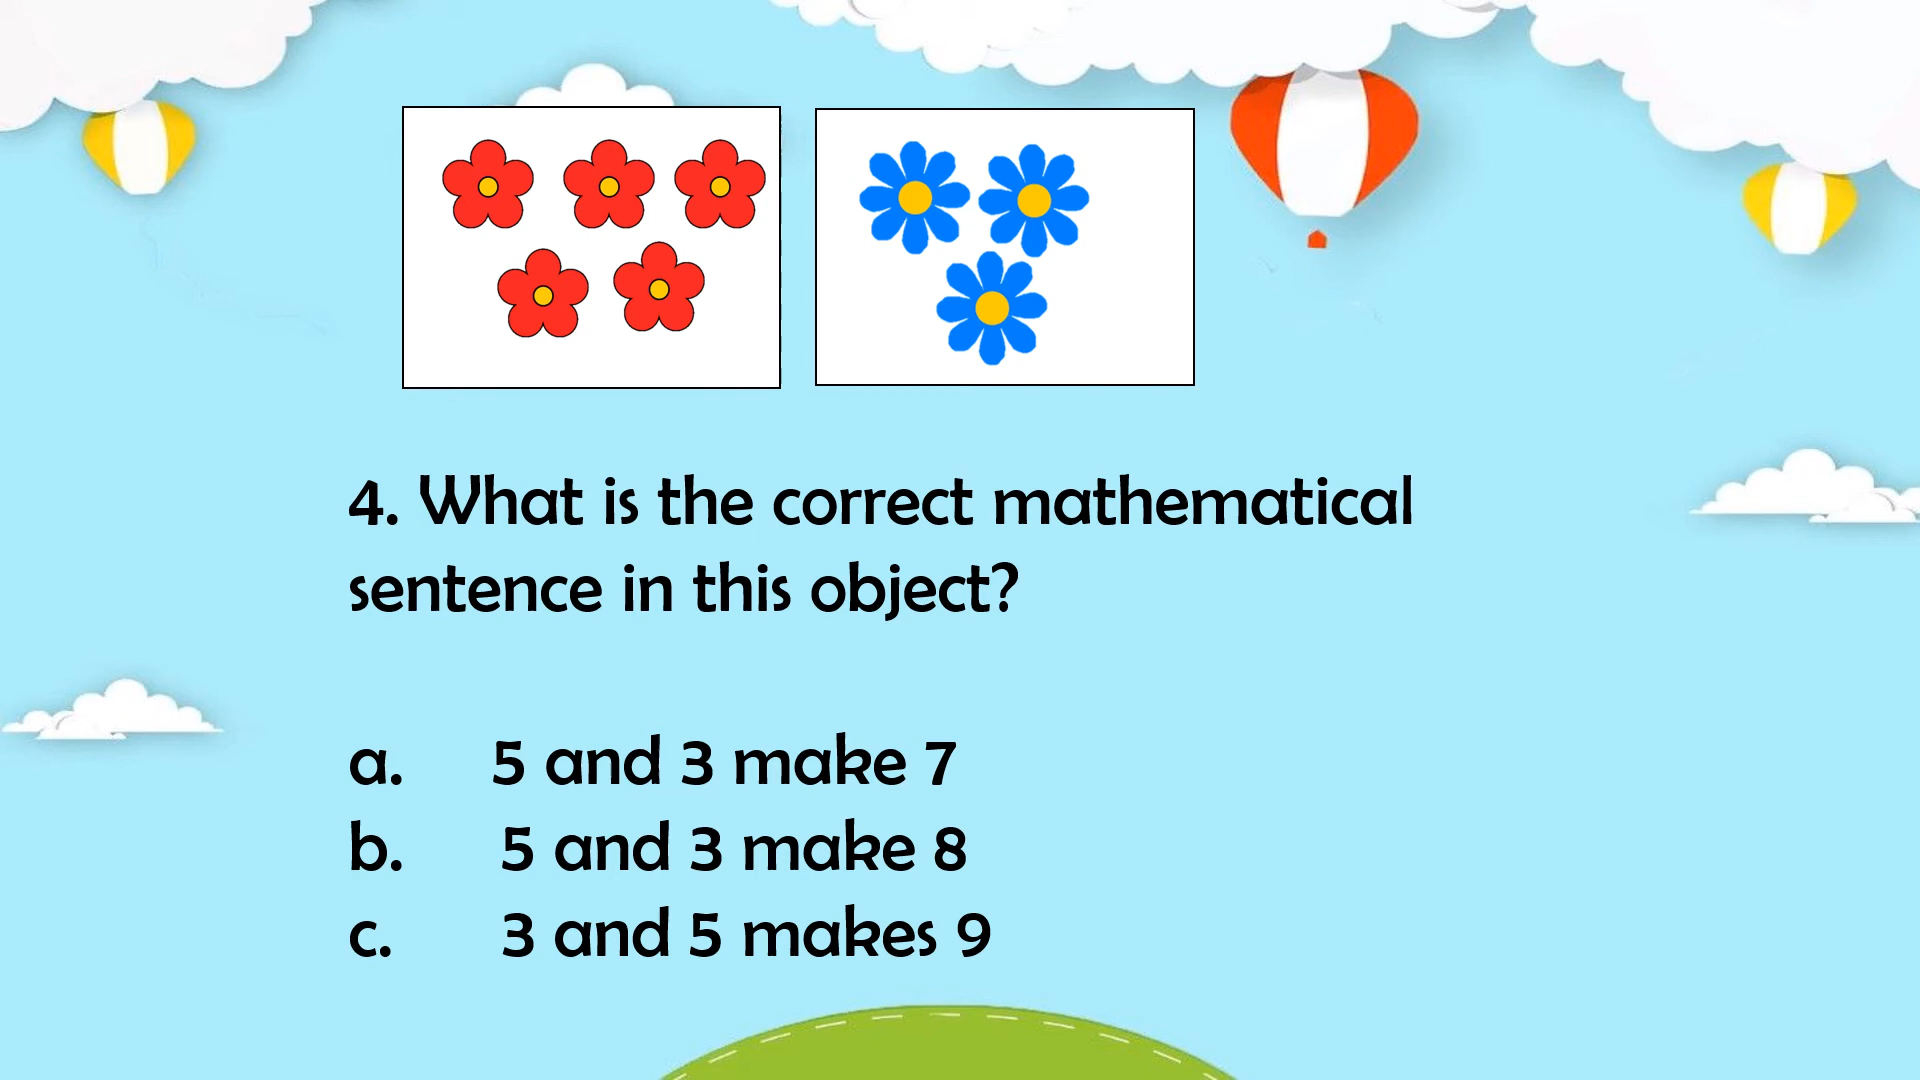 4. What is the correct mathematical
sentence in this object?
a. 5 and 3 make 7
b. 5 and 3 make 8
c. 3 and 5 makes 9